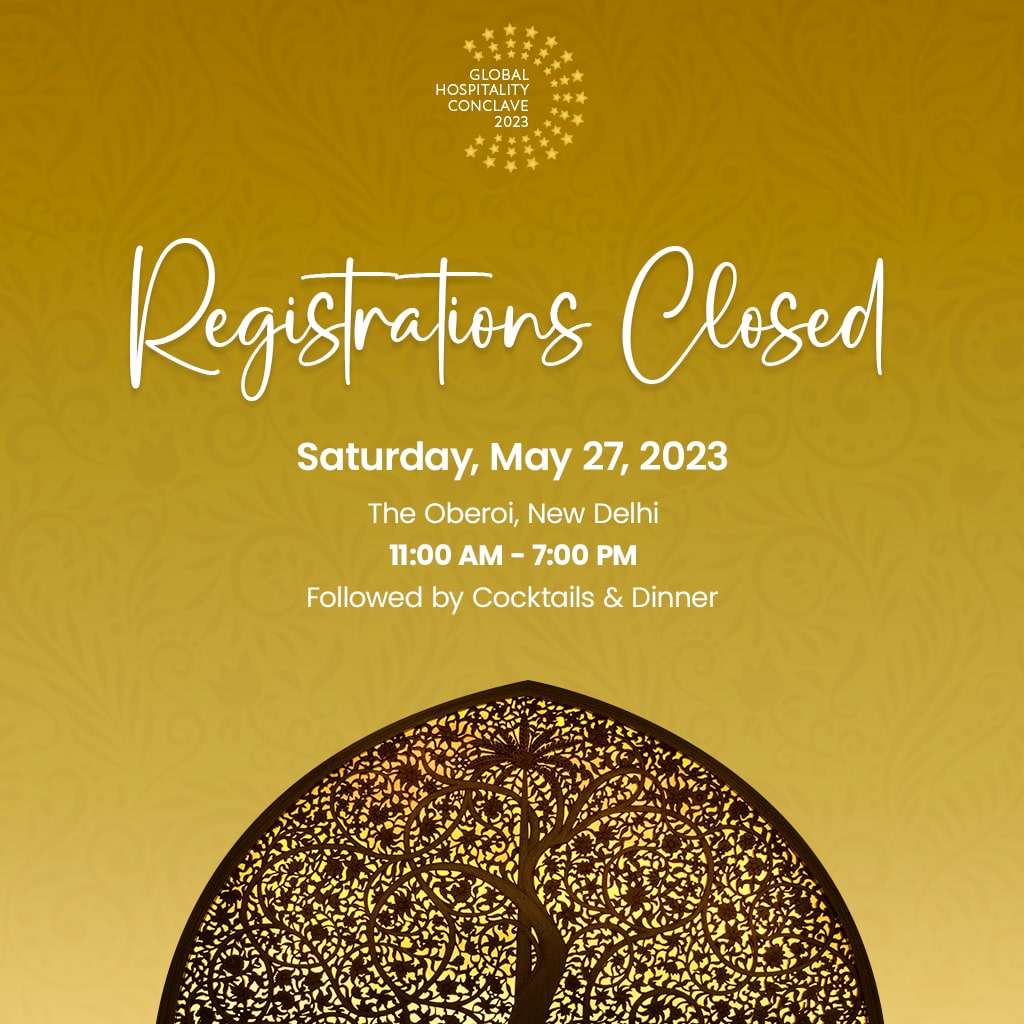 GLOBAL
HOSPITALITY
CONCLAVE
2023
Registrations Closed
Saturday, May 27, 2023
The Oberoi, New Delhi
11:00 AM - 7:00 PM
Followed by Cocktails & Dinner